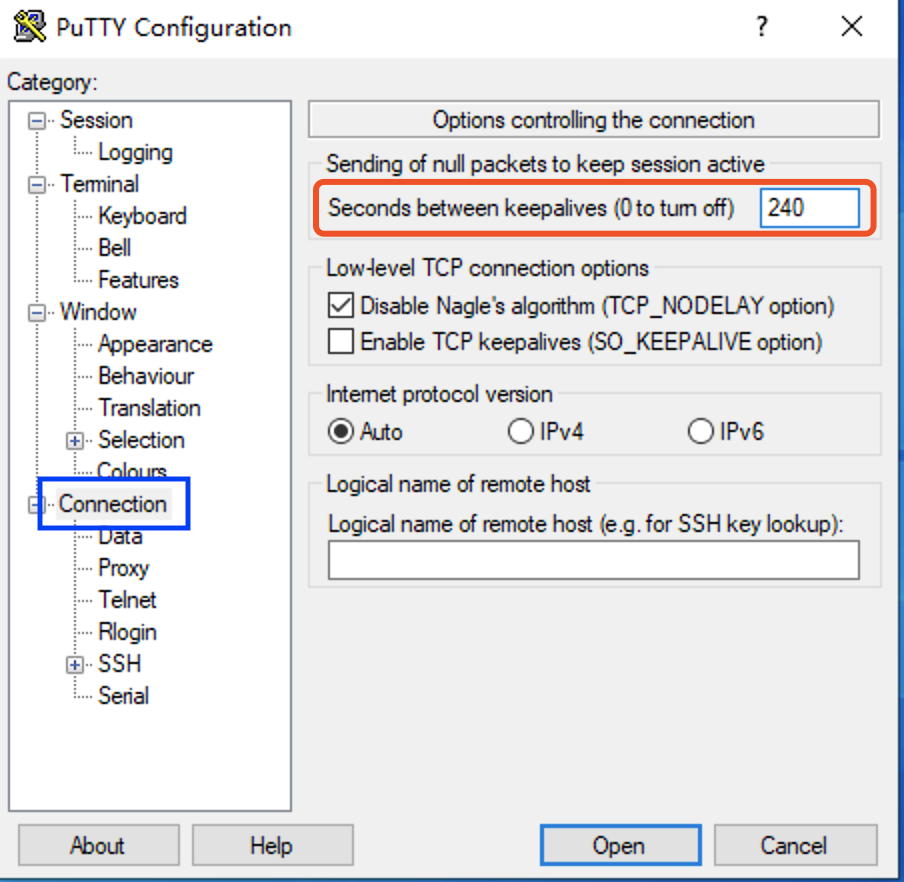 PuTTY Configuration
?
Category:
Session
Logging
Terminal
Keyboard
Bell
Features
Window
Appearance
Behaviour
Translation
Selection
Colours
Connection
Data
Proxy
Telnet
Rlogin
SSH
Serial
Options controlling the connection
Sending of null packets to keep session active
Seconds between keepalives (0 to turn off) 240
Low-level TCP connection options
Disable Nagle's algorithm (TCP_NODELAY option)
Enable TCP keepalives (SO_KEEPALIVE option)
Internet protocol version
Auto IPv4 IPv6
Logical name of remote host
Logical name of remote host (e.g. for SSH key lookup):
About Help Open Cancel